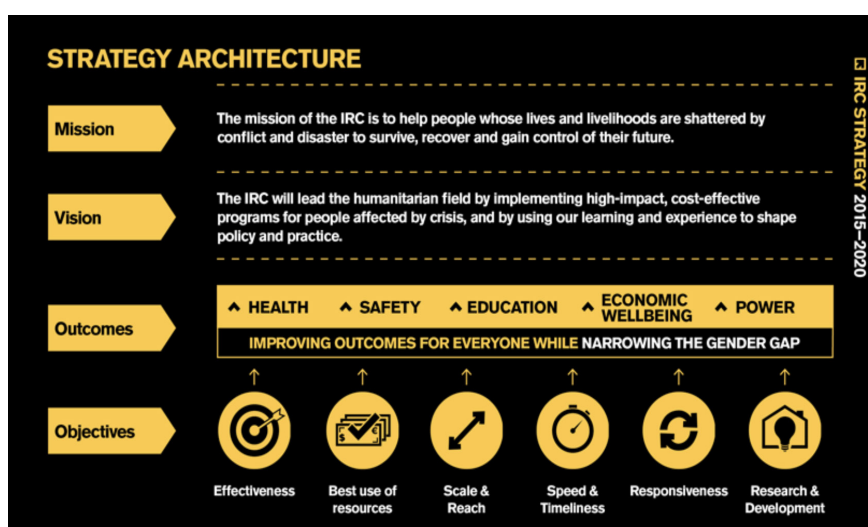 STRATEGY ARCHITECTURE
IRC STRATEGY 2015–2020
Mission
The mission of the IRC is to help people whose lives and livelihoods are shattered by
conflict and disaster to survive, recover and gain control of their future.
Vision
The IRC will lead the humanitarian field by implementing high-impact, cost-effective
programs for people affected by crisis, and by using our learning and experience to shape
policy and practice.
Outcomes
HEALTH
SAFETY
EDUCATION
ECONOMIC
WELLBEING
POWER
IMPROVING OUTCOMES FOR EVERYONE WHILE NARROWING THE GENDER GAP
Objectives
$ €
Effectiveness
Best use of
resources
Scale &
Reach
Speed &
Timeliness
Responsiveness
Research &
Development